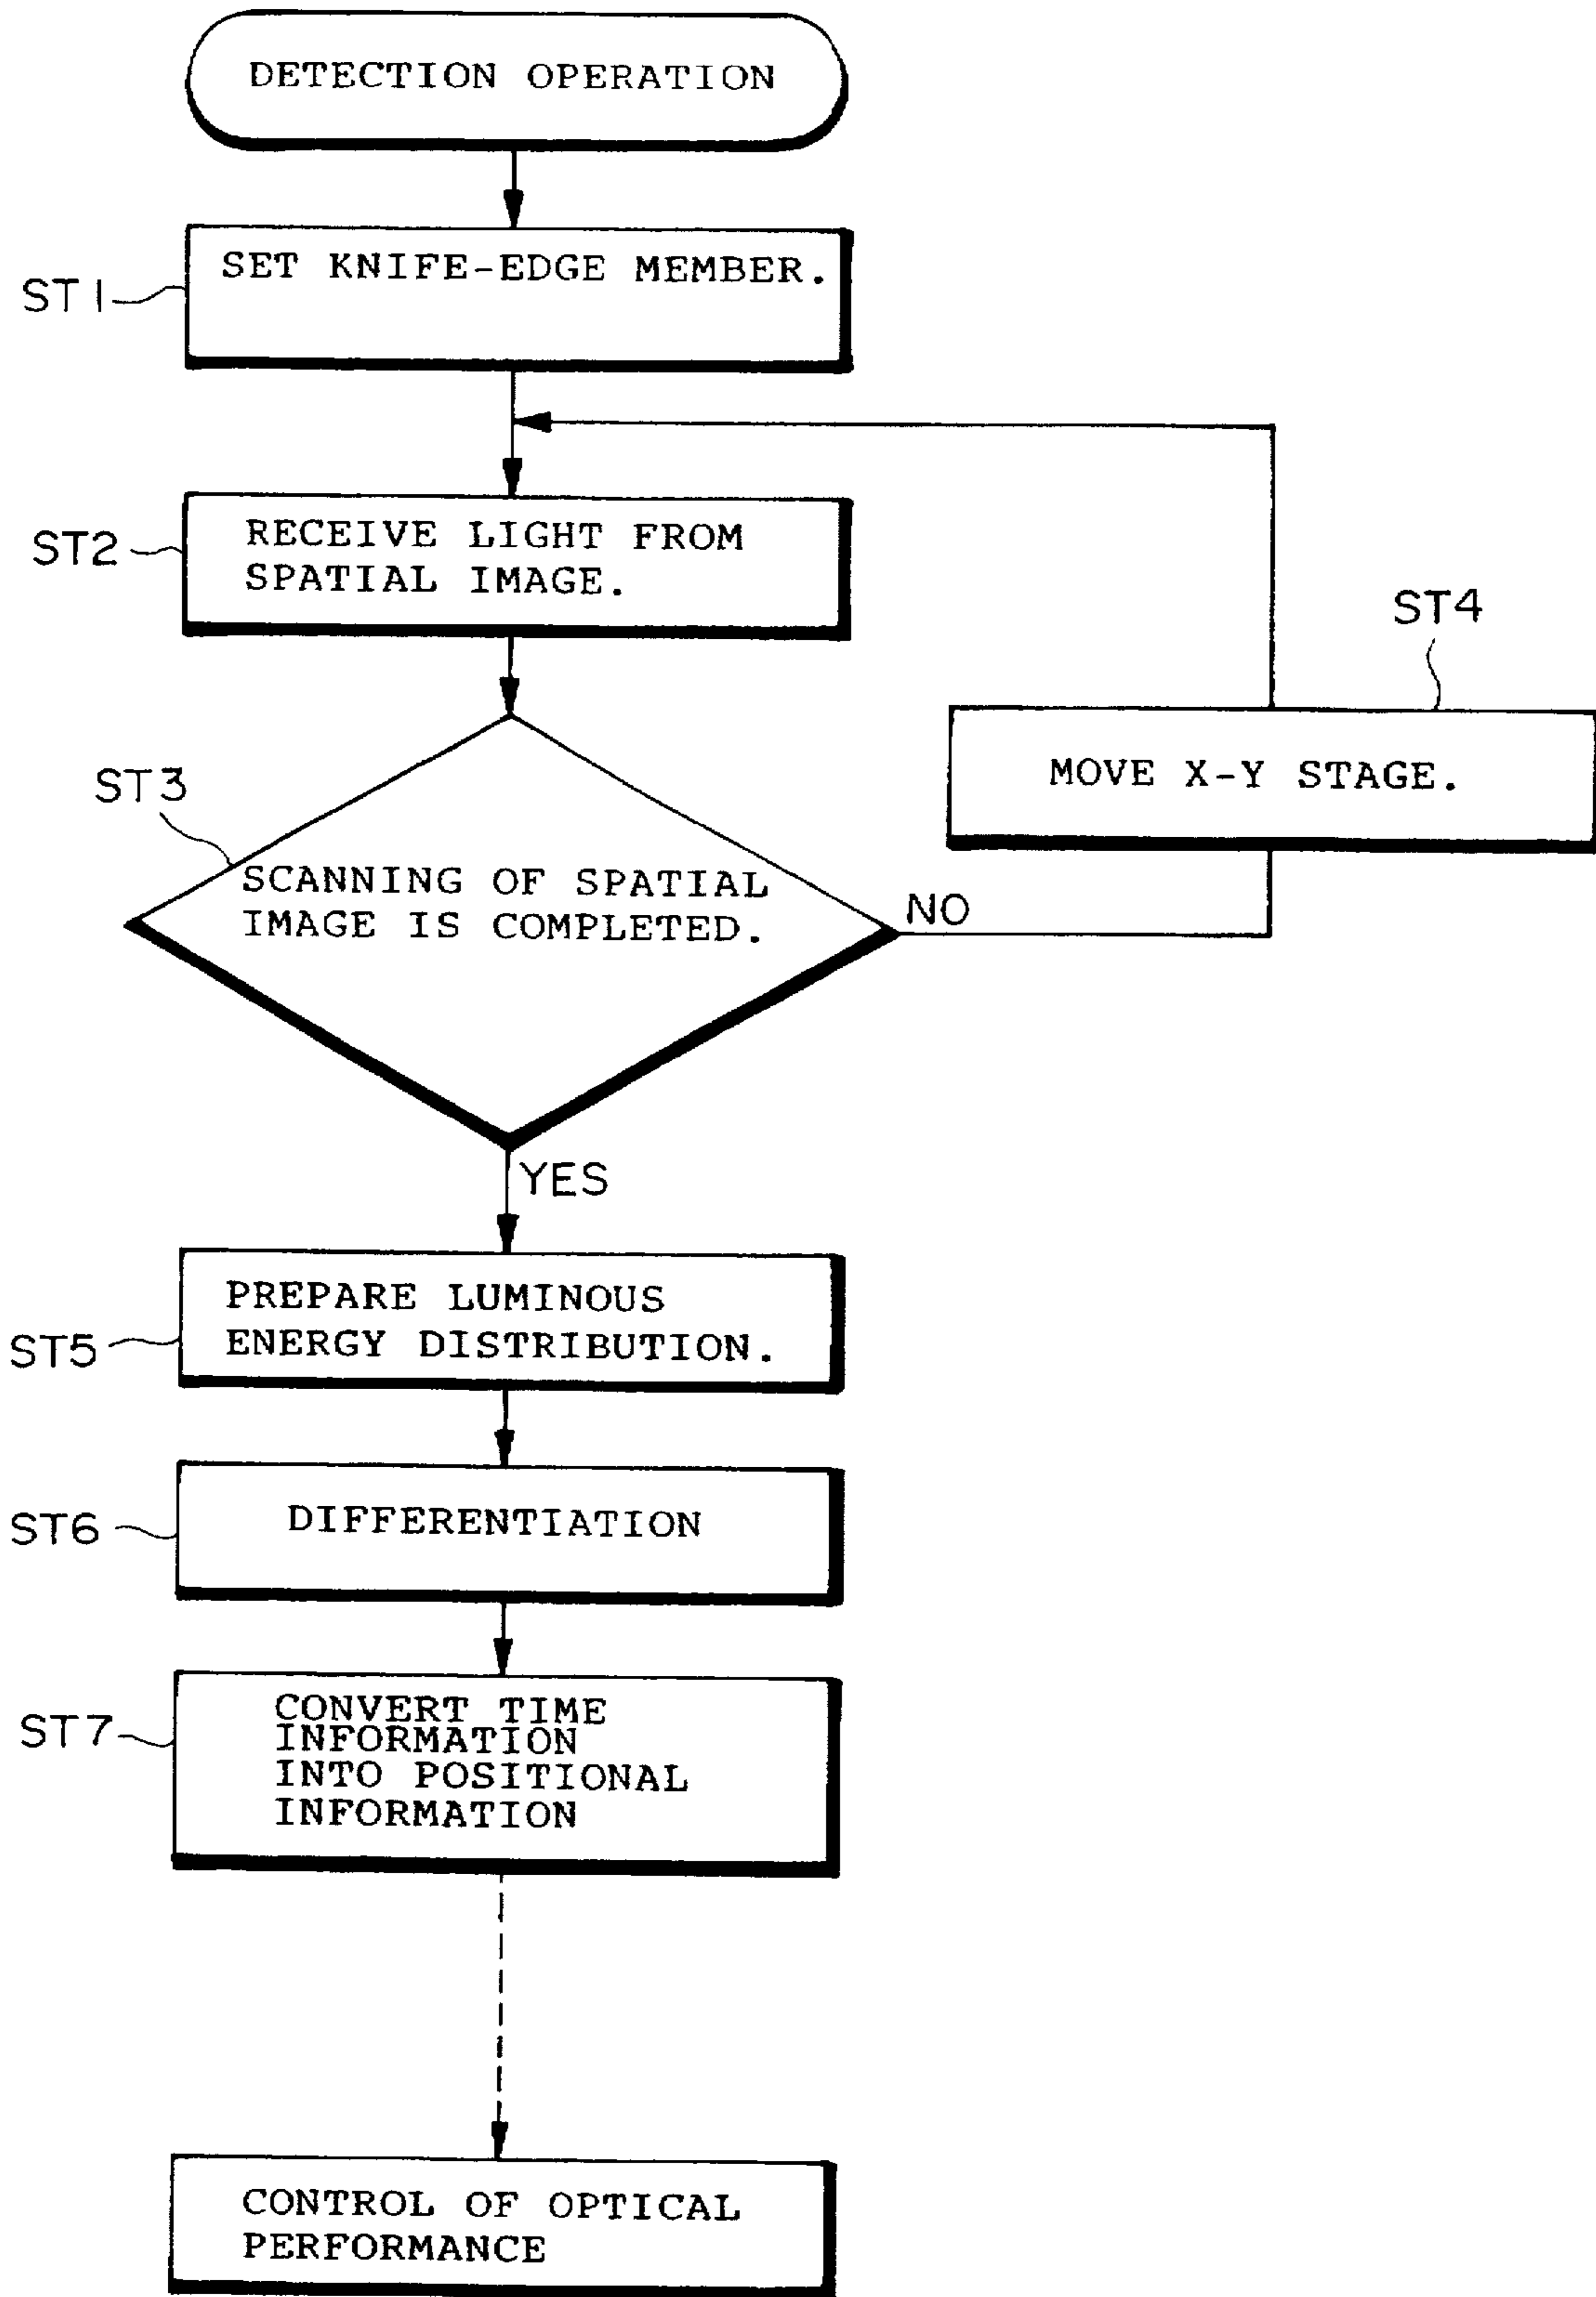 DETECTION OPERATION
ST1
SET KNIFE-EDGE MEMBER.
ST2
RECEIVE LIGHT FROM
SPATIAL IMAGE.
ST4
MOVE X-Y STAGE.
ST3
SCANNING OF SPATIAL
IMAGE IS COMPLETED.
NO
YES
ST5
PREPARE LUMINOUS
ENERGY DISTRIBUTION.
ST6
DIFFERENTIATION
ST7
CONVERT TIME
INFORMATION
INTO POSITIONAL
INFORMATION
CONTROL OF OPTICAL
PERFORMANCE